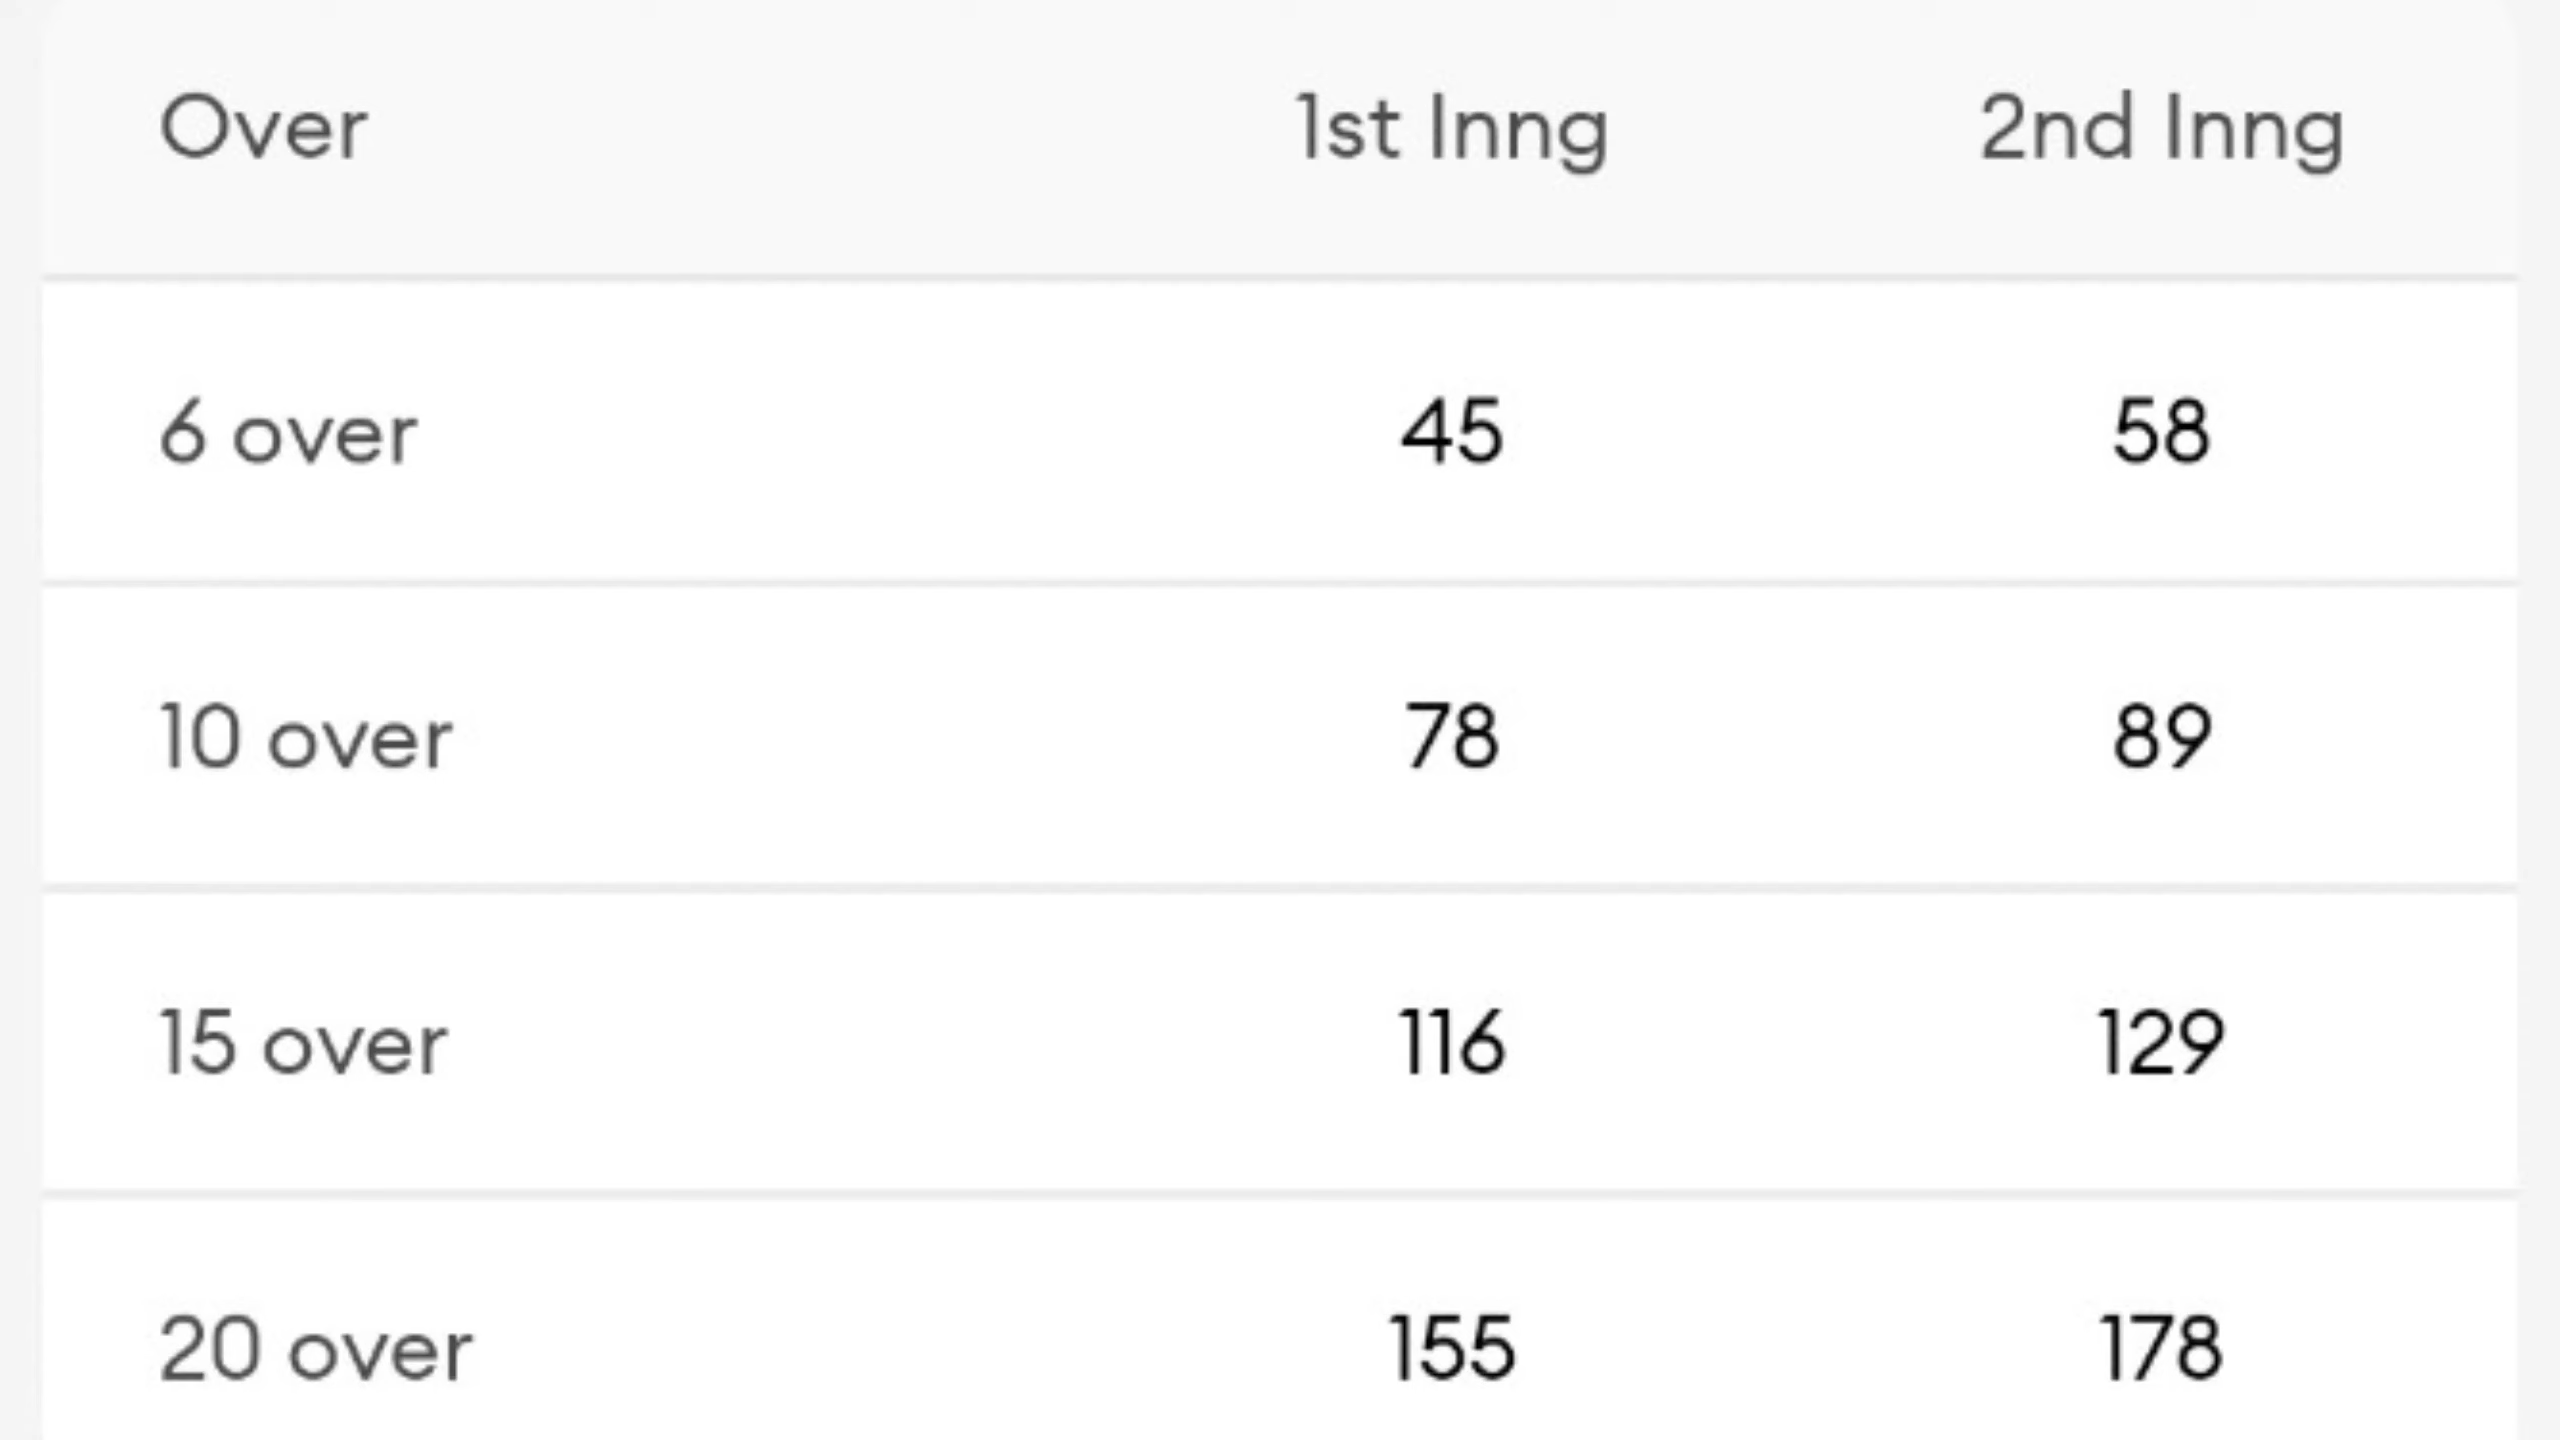 Over 1st Inng 2nd Inng
6 over 45 58
10 over 78 89
15 over 116 129
20 over 155 178